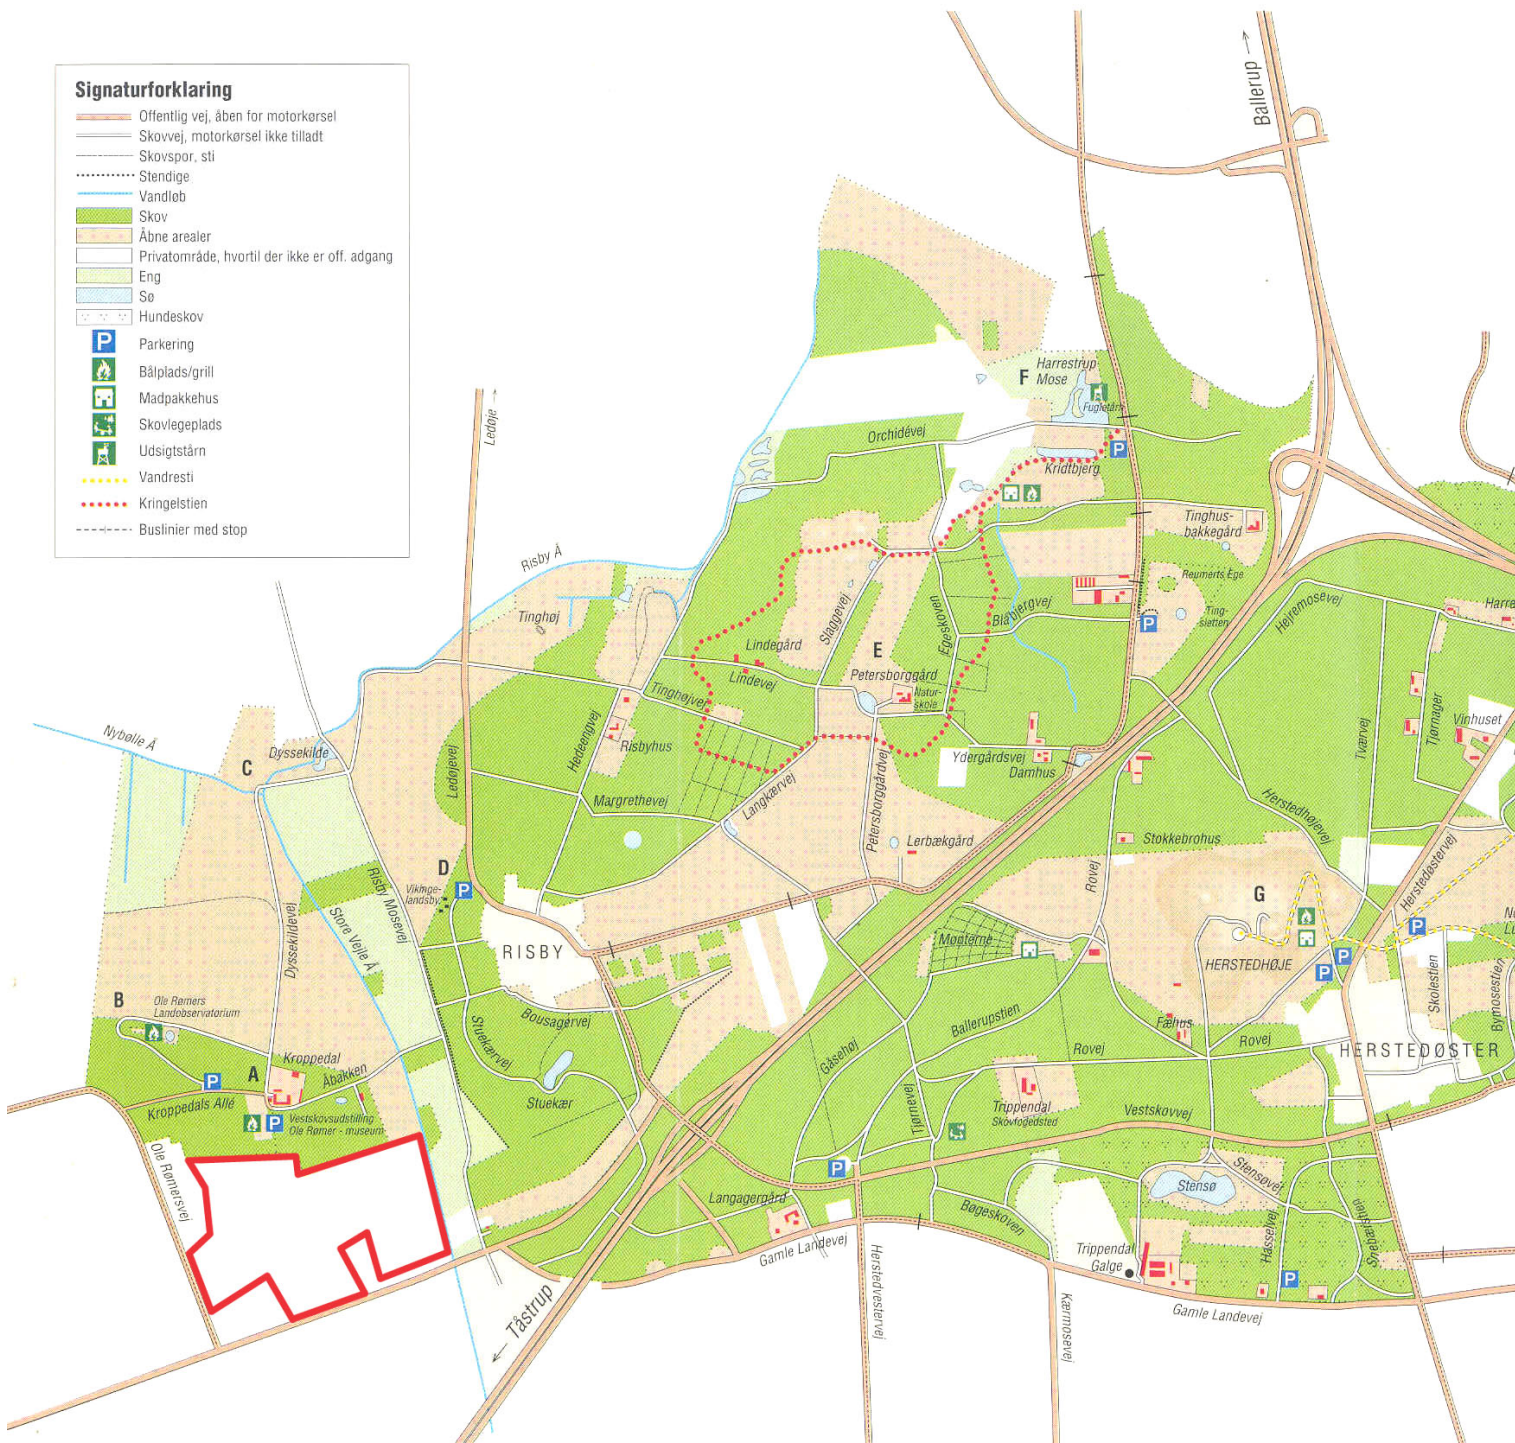 Signaturforklaring
Offentlig vej, åben for motorkørsel
Skovvej, motorkørsel ikke tilladt
Skovspor, sti
Stendige
Vandløb
Skov
Åbne arealer
Privatområde, hvortil der ikke er off. adgang
Eng
Sø
Hundeskov
P Parkering
Bålplads/grill
Madpakkehus
Skovlegeplads
Udsigtstårn
Vandresti
Kringelstien
Buslinier med stop
Ballerup →
Ledøje →
F
Harrestrup
Mose
Fugletårn
Orchidévej
P
Kridtbjerg
Tinghus-
bakkegård
Reumerts Ege
Ting-
sletten
P
Hejremosevej
Harre
Risby Å
Tinghøj
Slaggevej
Egeskoven
Blåbjergvej
Lindegård
Lindevej
E
Petersborggård
Natur-
skole
Tinghøjvej
Hedeengvej
Risbyhus
Ydergårdsvej
Damhus
Tværvej
Tjørnager
Vinhuset
Nybølle Å
Dyssekilde
C
Ledøjevej
Margrethevej
Langkærvej
Petersborggårdvej
Lerbækgård
Stokkebrohus
Herstedhøjevej
Herstedøstervej
Rovej
D
Vikinge-
landsby
P
Risby Mosevej
Store Vejle Å
Dyssekildevej
RISBY
Monterne
G
HERSTEDHØJE
P
P
P
Skolestien
Bymosestien
B
Ole Rømers
Landobservatorium
Bousagervej
Stuekærvej
Stuekær
Ballerupstien
Gåsehøj
Tjørnevej
Rovej
Fæhus
Rovej
HERSTEDØSTER
A
Kroppedal
Åbakken
P
Kroppedals Allé
P
Vestskovsudstilling
Ole Rømer - museum
Trippendal
Skovfogedsted
Vestskovvej
Ole Rømersvej
P
Langagergård
Gamle Landevej
Bøgeskoven
Stensø
Stensøvej
Hasselvej
Snebærstien
Trippendal
Galge
P
Gamle Landevej
Herstedvestervej
Kærmosevej
← Tåstrup